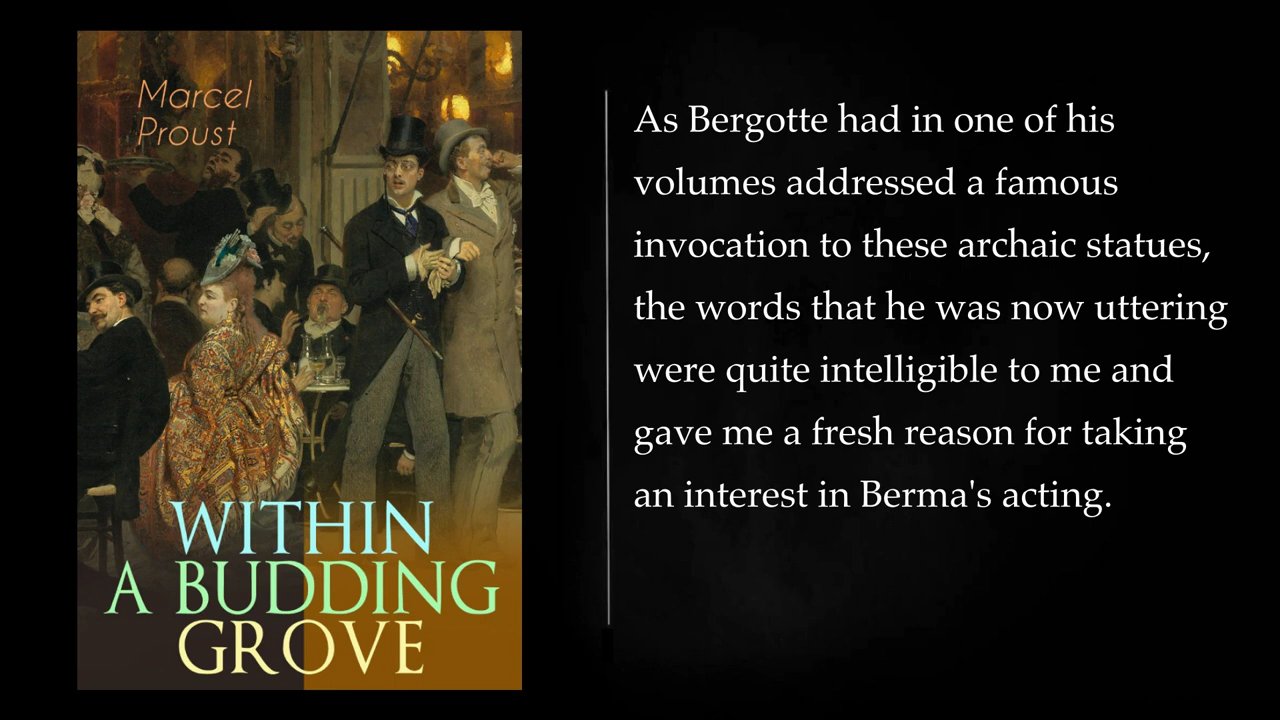 Marcel
Proust
WITHIN
A BUDDING
GROVE
As Bergotte had in one of his
volumes addressed a famous
invocation to these archaic statues,
the words that he was now uttering
were quite intelligible to me and
gave me a fresh reason for taking
an interest in Berma's acting.